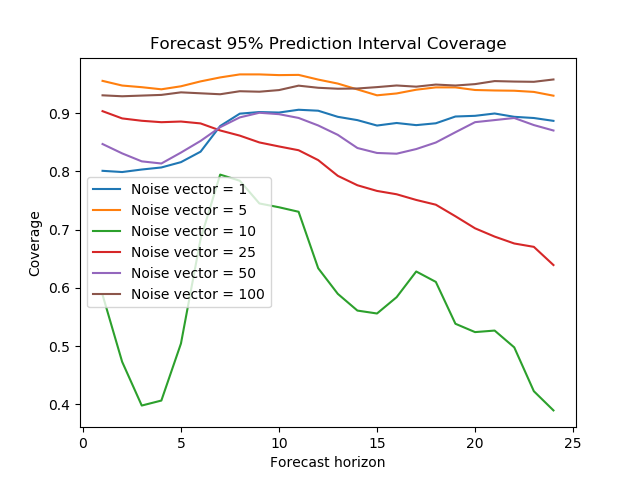 Forecast 95% Prediction Interval Coverage
Coverage
0.9
0.8
0.7
0.6
0.5
0.4
Noise vector = 1
Noise vector = 5
Noise vector = 10
Noise vector = 25
Noise vector = 50
Noise vector = 100
0
5
10
15
20
25
Forecast horizon